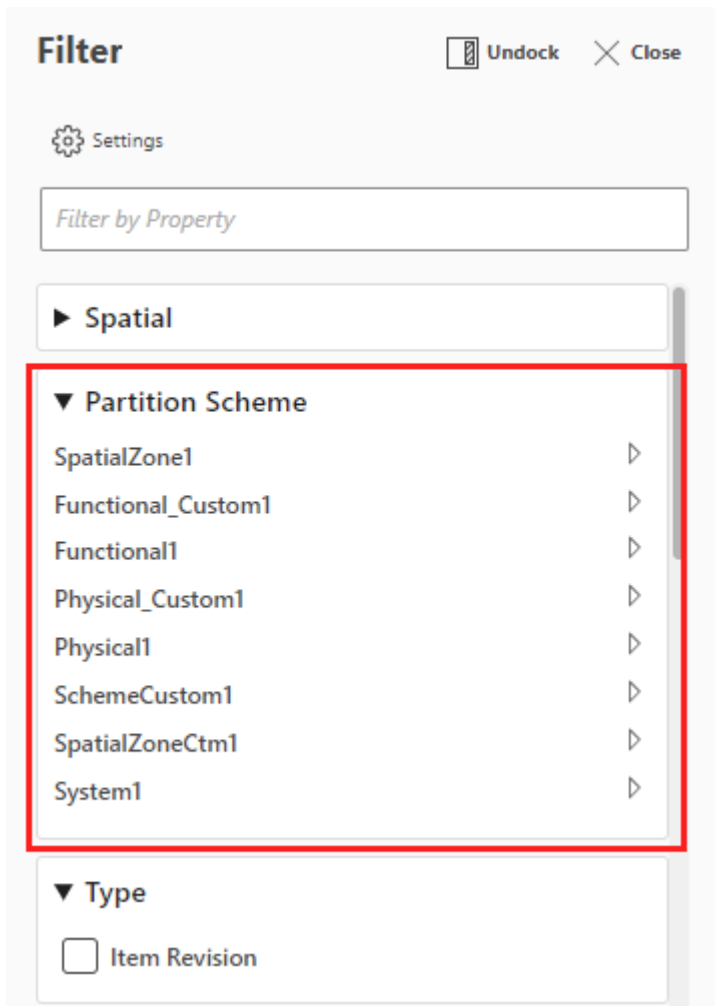 Filter
Undock
Close
Settings
Filter by Property
Spatial
Partition Scheme
SpatialZone1
Functional_Custom1
Functional1
Physical_Custom1
Physical1
SchemeCustom1
SpatialZoneCtm1
System1
Type
Item Revision